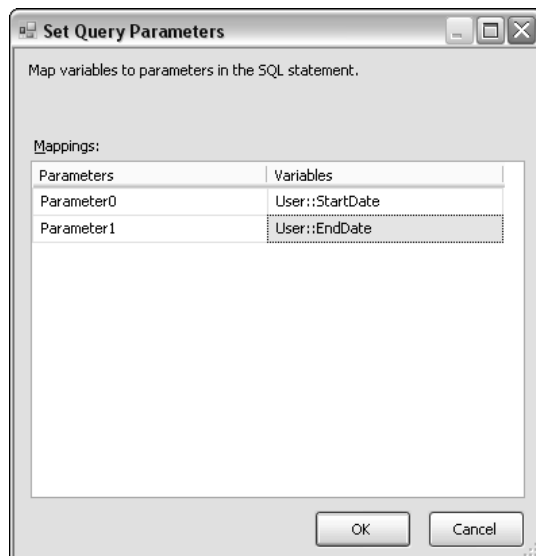 Set Query Parameters
Map variables to parameters in the SQL statement.
Mappings:
Parameters Variables
Parameter0 User::StartDate
Parameter1 User::EndDate
OK Cancel